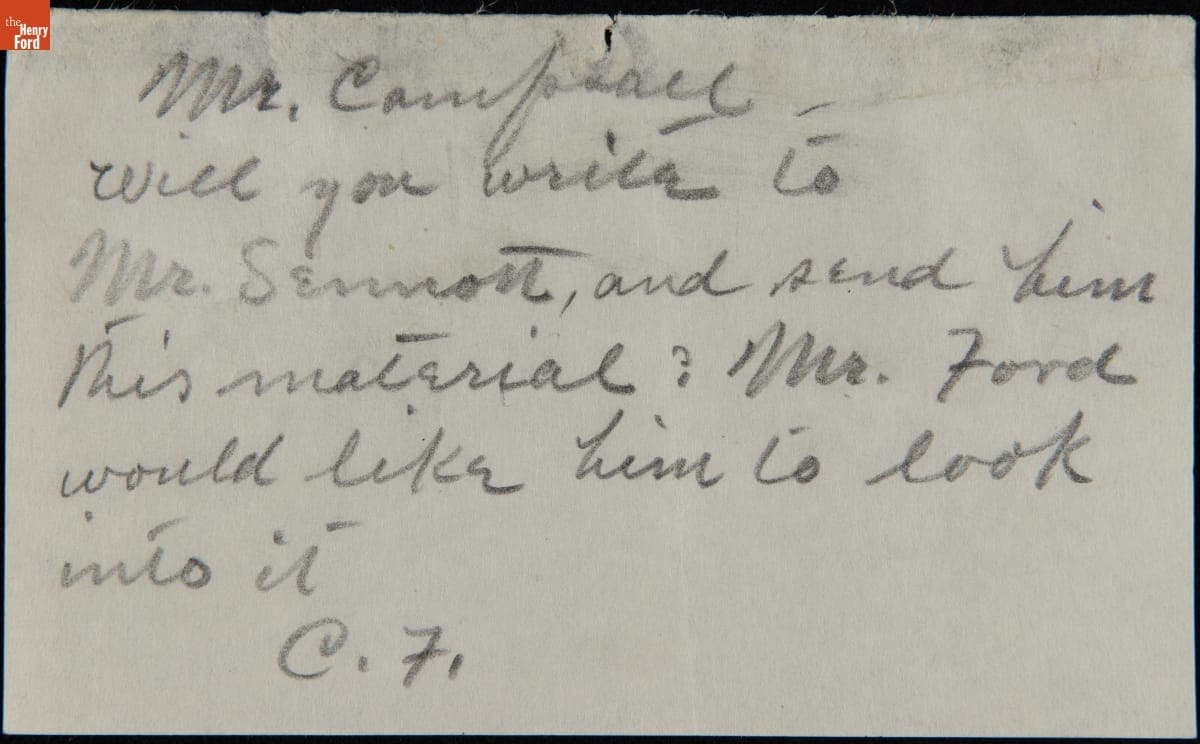 the
Henry
Ford
Mr. Campsall –
will you write to
Mr. Sennott, and send him
this material? Mr. Ford
would like him to look
into it
C. F.